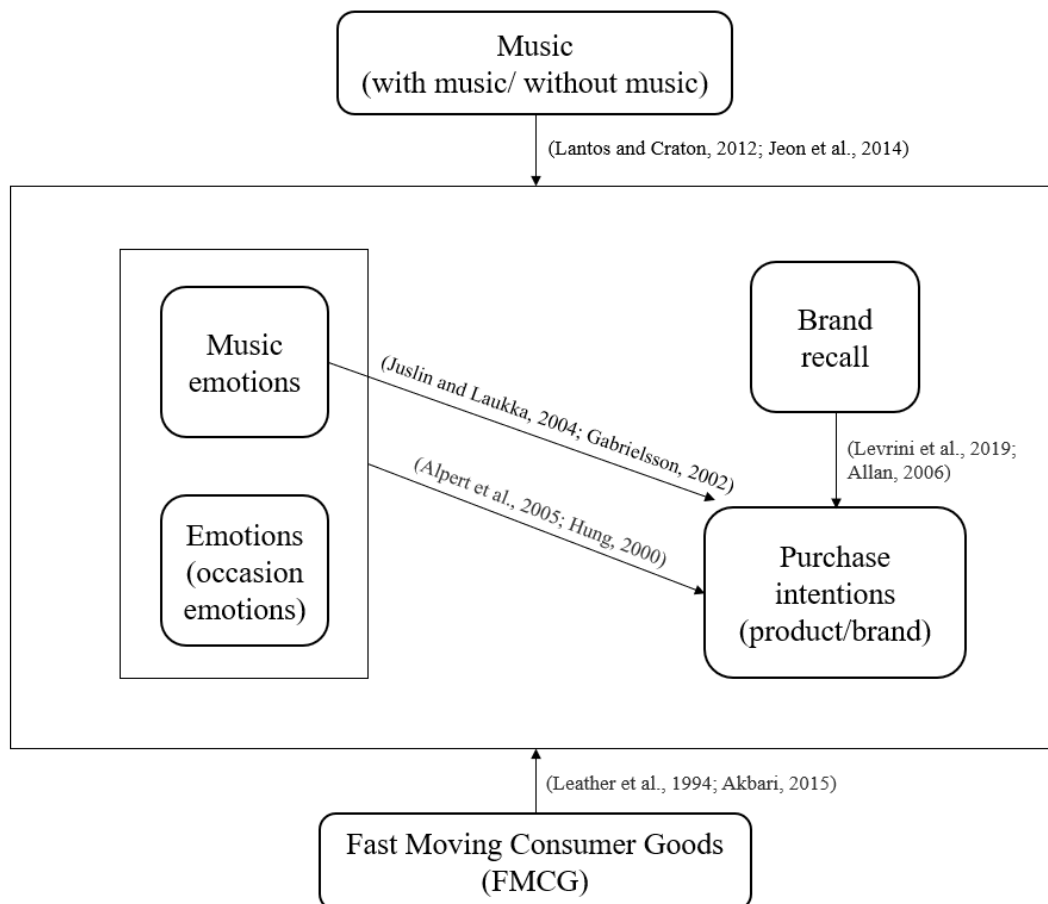 Music
(with music/ without music)
(Lantos and Craton, 2012; Jeon et al., 2014)
Music
emotions
Brand
recall
(Juslin and Laukka, 2004; Gabrielsson, 2002)
(Levrini et al., 2019;
Allan, 2006)
(Alpert et al., 2005; Hung, 2000)
Emotions
(occasion
emotions)
Purchase
intentions
(product/brand)
(Leather et al., 1994; Akbari, 2015)
Fast Moving Consumer Goods
(FMCG)